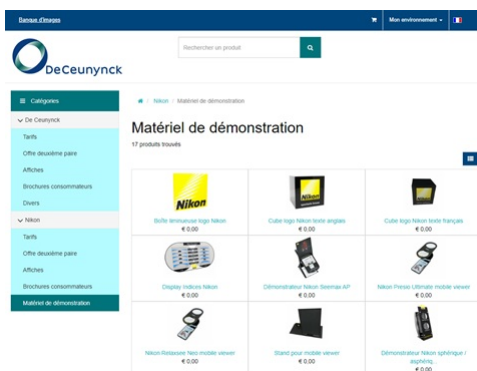 Banque d'images
Mon environnement
DeCeunynck
Rechercher un produit
Catégories
De Ceunynck
Tarifs
Offre deuxième paire
Affiches
Brochures consommateurs
Divers
Nikon
Tarifs
Offre deuxième paire
Affiches
Brochures consommateurs
Matériel de démonstration
/ Nikon / Matériel de démonstration
Matériel de démonstration
17 produits trouvés
Nikon
Boîte lumineuse logo Nikon
€ 0,00
Cube logo Nikon texte anglais
€ 0,00
Cube logo Nikon texte français
€ 0,00
Display Indices Nikon
€ 0,00
Démonstrateur Nikon Seemax AP
€ 0,00
Nikon Presio Ultimate mobile viewer
€ 0,00
Nikon Relaxsee Neo mobile viewer
€ 0,00
Stand pour mobile viewer
€ 0,00
Démonstrateur Nikon sphérique /
asphériq...
€ 0,00